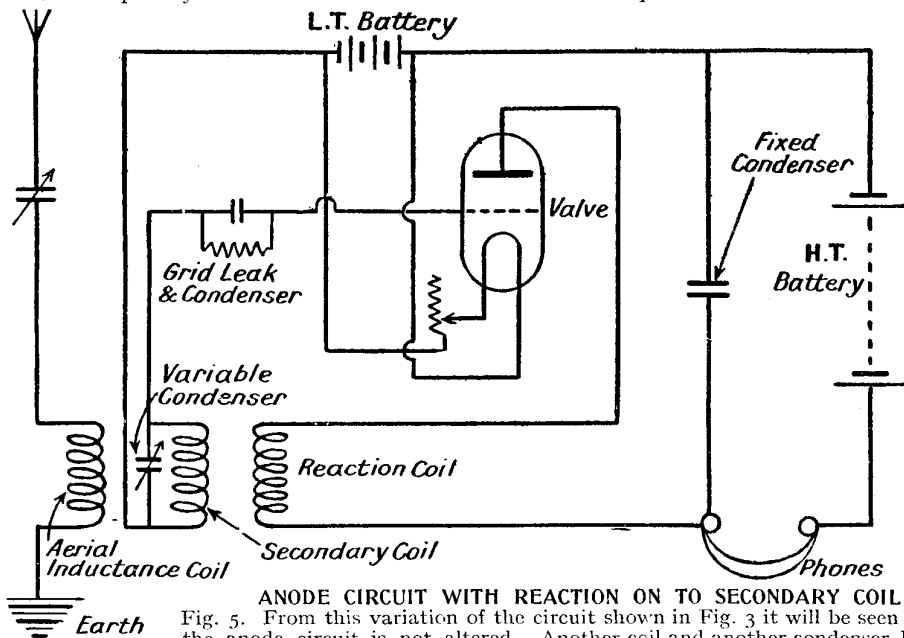 L.T. Battery
Fixed
Condenser
Valve
Grid Leak
& Condenser
H.T.
Battery
Variable
Condenser
Reaction Coil
Aerial
Inductance Coil
Secondary Coil
Phones
Earth
ANODE CIRCUIT WITH REACTION ON TO SECONDARY COIL
Fig. 5. From this variation of the circuit shown in Fig. 3 it will be seen
the anode circuit is not altered. Another coil and another condenser